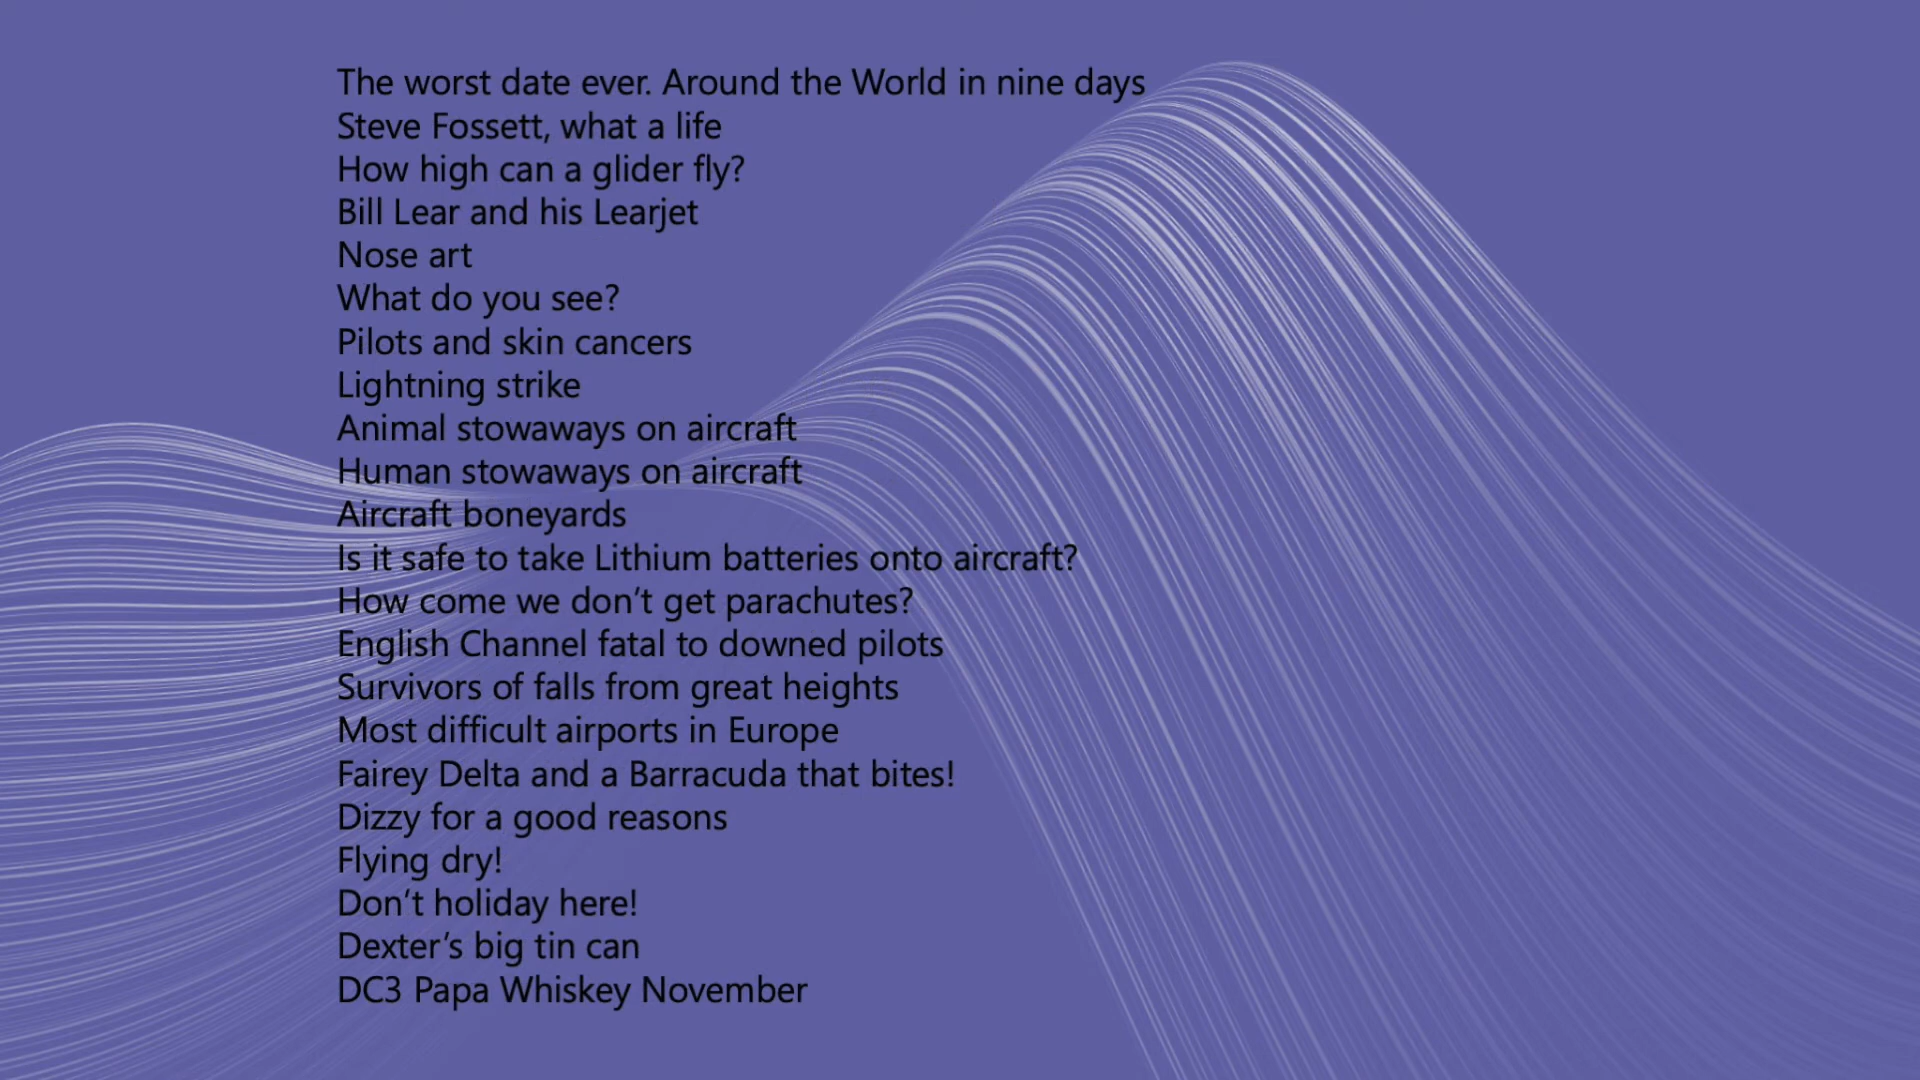 The worst date ever. Around the World in nine days
Steve Fossett, what a life
How high can a glider fly?
Bill Lear and his Learjet
Nose art
What do you see?
Pilots and skin cancers
Lightning strike
Animal stowaways on aircraft
Human stowaways on aircraft
Aircraft boneyards
Is it safe to take Lithium batteries onto aircraft?
How come we don’t get parachutes?
English Channel fatal to downed pilots
Survivors of falls from great heights
Most difficult airports in Europe
Fairey Delta and a Barracuda that bites!
Dizzy for a good reasons
Flying dry!
Don’t holiday here!
Dexter’s big tin can
DC3 Papa Whiskey November